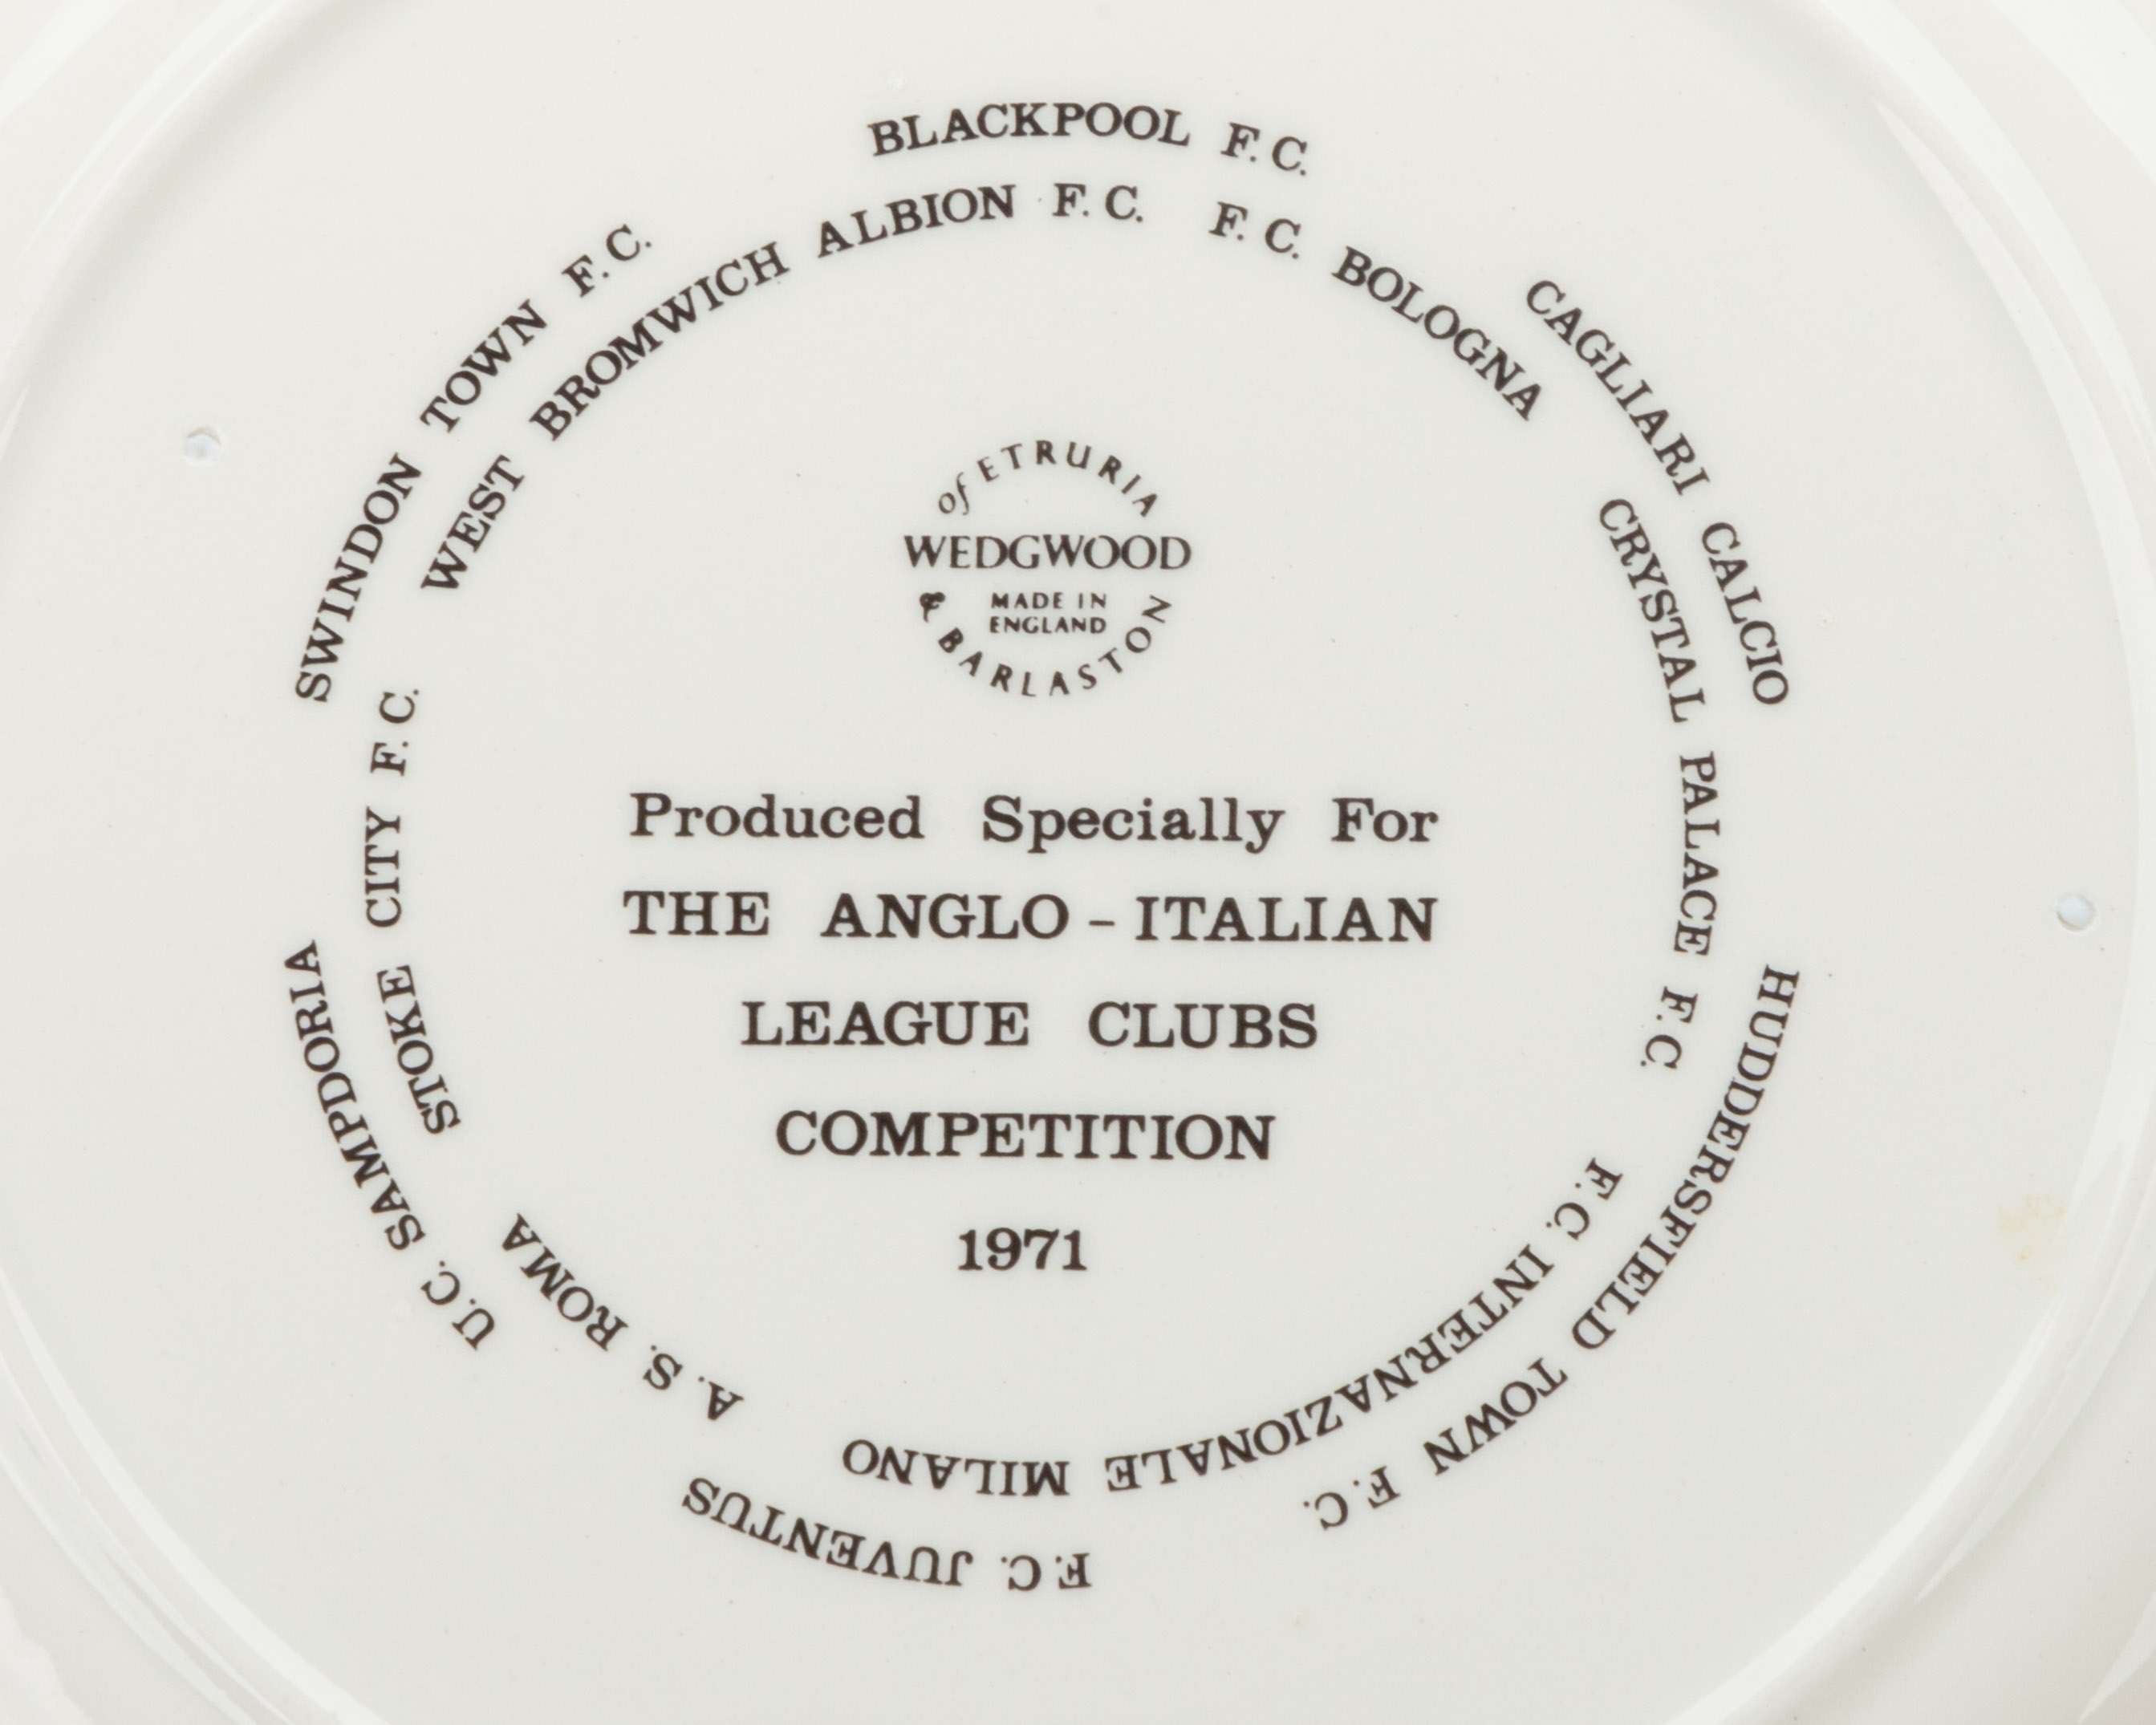 BLACKPOOL F.C.
CAGLIARI CALCIO
HUDDERSFIELD TOWN F.C.
F.C. JUVENTUS
U.C. SAMPDORIA
SWINDON TOWN F.C.
WEST BROMWICH ALBION F.C.
F.C. BOLOGNA
CRYSTAL PALACE F.C.
F.C. INTERNAZIONALE MILANO
A.S. ROMA
STOKE CITY F.C.
of ETRURIA
WEDGWOOD
MADE IN
ENGLAND
& BARLASTON
Produced Specially For
THE ANGLO-ITALIAN
LEAGUE CLUBS
COMPETITION
1971